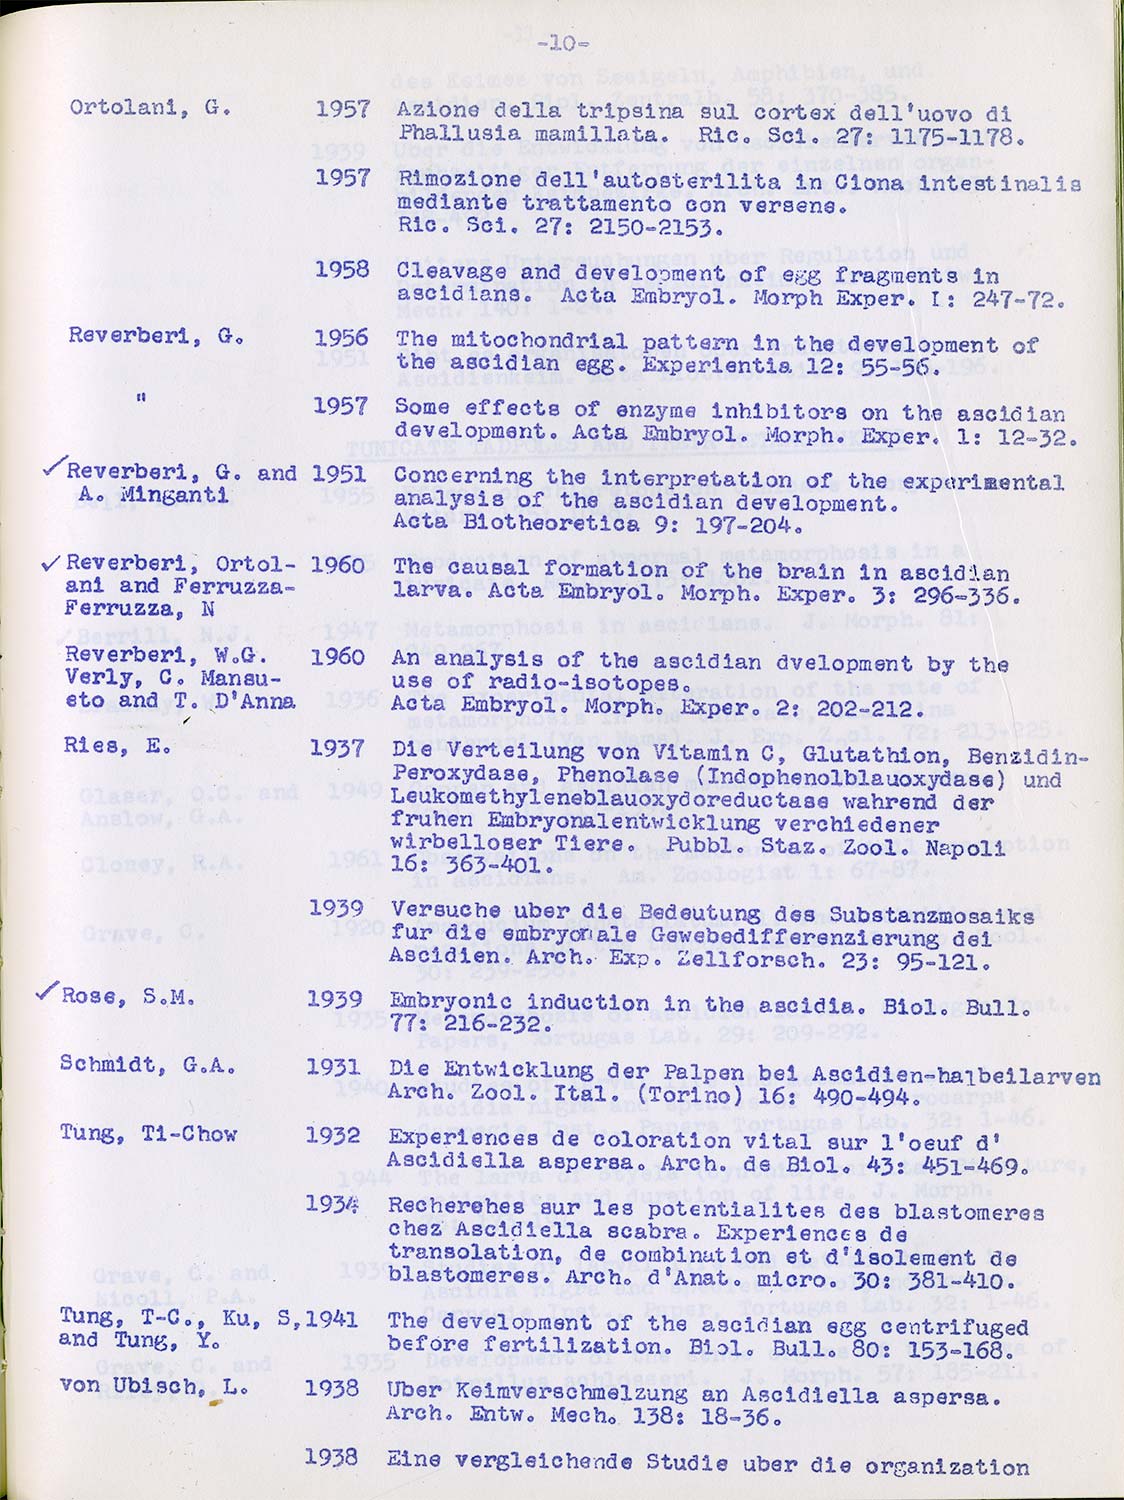 -10-
Ortolani, G. 1957 Azione della tripsina sul cortex dell'uovo di
Phallusia mamillata. Ric. Sci. 27: 1175-1178.
1957 Rimozione dell'autosterilita in Ciona intestinalis
mediante trattamento con versene.
Ric. Sci. 27: 2150-2153.
1958 Cleavage and development of egg fragments in
ascidians. Acta Embryol. Morph Exper. I: 247-72.
Reverberi, G. 1956 The mitochondrial pattern in the development of
the ascidian egg. Experientia 12: 55-56.
" 1957 Some effects of enzyme inhibitors on the ascidian
development. Acta Embryol. Morph. Exper. 1: 12-32.
✓Reverberi, G. and 1951 Concerning the interpretation of the experimental
A. Minganti analysis of the ascidian development.
Acta Biotheoretica 9: 197-204.
✓Reverberi, Ortol- 1960 The causal formation of the brain in ascidian
ani and Ferruzza- larva. Acta Embryol. Morph. Exper. 3: 296-336.
Ferruzza, N
Reverberi, W.G. 1960 An analysis of the ascidian dvelopment by the
Verly, C. Mansu- use of radio-isotopes.
eto and T. D'Anna Acta Embryol. Morph. Exper. 2: 202-212.
Ries, E. 1937 Die Verteilung von Vitamin C, Glutathion, Benzidin-
Peroxydase, Phenolase (Indophenolblauoxydase) und
Leukomethyleneblauoxydoreductase wahrend der
fruhen Embryonalentwicklung verchiedener
wirbelloser Tiere. Pubbl. Staz. Zool. Napoli
16: 363-401.
1939 Versuche uber die Bedeutung des Substanzmosaiks
fur die embryonale Gewebedifferenzierung dei
Ascidien. Arch. Exp. Zellforsch. 23: 95-121.
✓Rose, S.M. 1939 Embryonic induction in the ascidia. Biol. Bull.
77: 216-232.
Schmidt, G.A. 1931 Die Entwicklung der Palpen bei Ascidien-halbeilarven
Arch. Zool. Ital. (Torino) 16: 490-494.
Tung, Ti-Chow 1932 Experiences de coloration vital sur l'oeuf d'
Ascidiella aspersa. Arch. de Biol. 43: 451-469.
1934 Recherehes sur les potentialites des blastomeres
chez Ascidiella scabra. Experiences de
transolation, de combination et d'isolement de
blastomeres. Arch. d'Anat. micro. 30: 381-410.
Tung, T-C., Ku, S, 1941 The development of the ascidian egg centrifuged
and Tung, Y. before fertilization. Biol. Bull. 80: 153-168.
von Ubisch, L. 1938 Uber Keimverschmelzung an Ascidiella aspersa.
Arch. Entw. Mech. 138: 18-36.
1938 Eine vergleichende Studie uber die organization